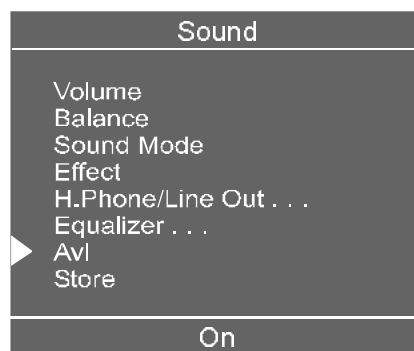 Sound
Volume
Balance
Sound Mode
Effect
H.Phone/Line Out . . .
Equalizer . . .
Avl
Store
On